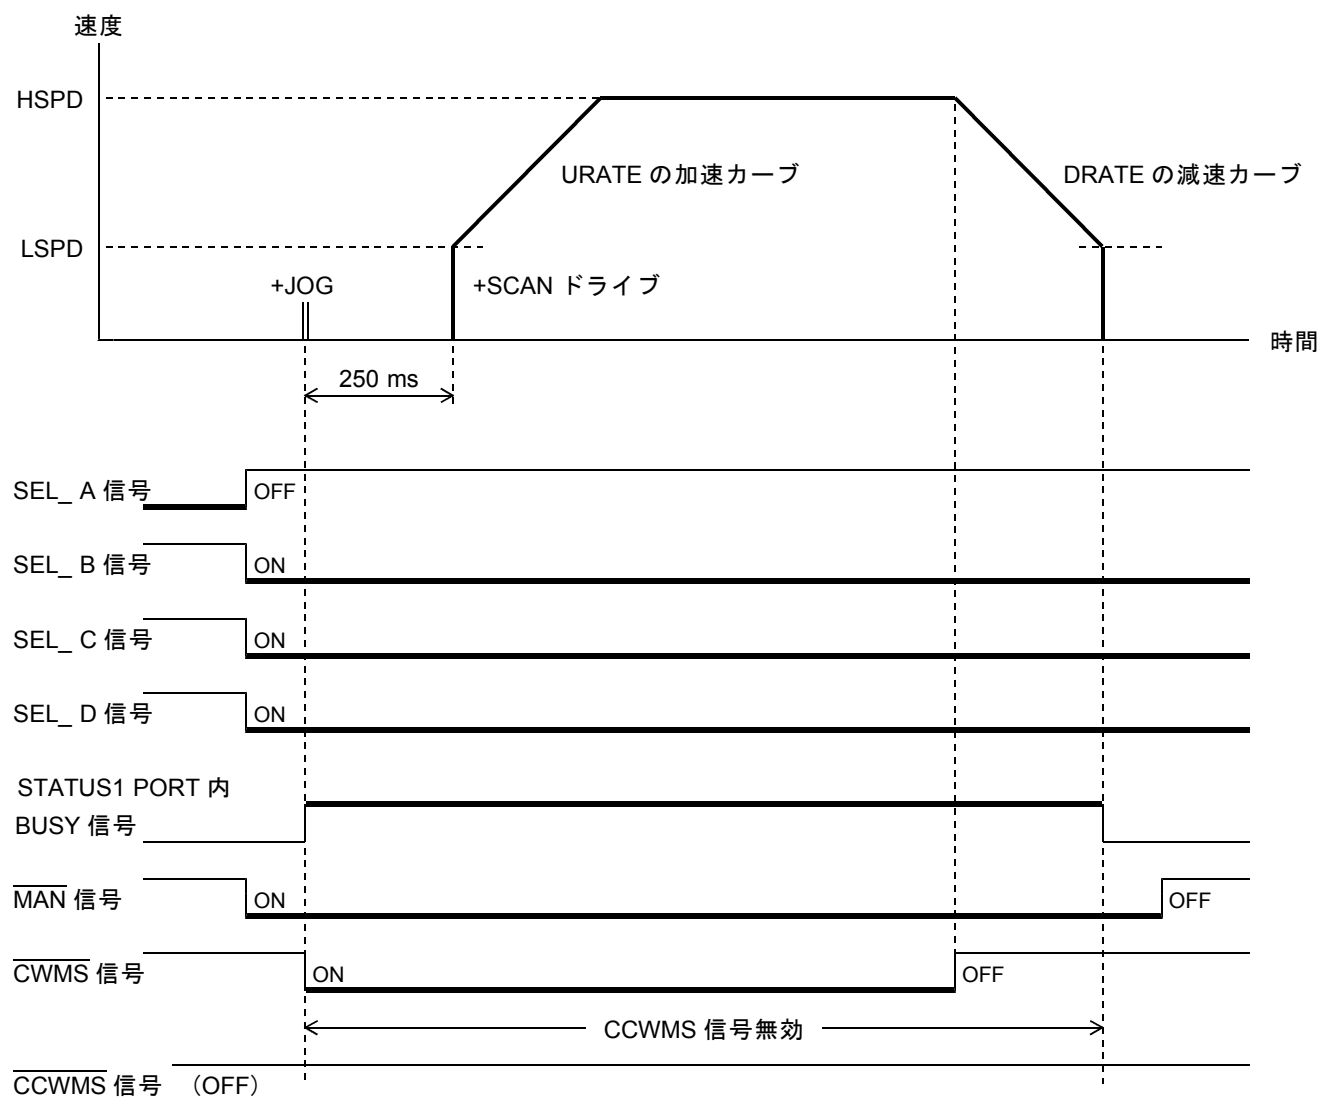 速度
HSPD
URATE の加速カーブ
DRATE の減速カーブ
LSPD
+JOG
+SCAN ドライブ
時間
250 ms
SEL_ A 信号
OFF
SEL_ B 信号
ON
SEL_ C 信号
ON
SEL_ D 信号
ON
STATUS1 PORT 内
BUSY 信号
MAN 信号
ON
OFF
CWMS 信号
ON
OFF
CCWMS 信号無効
CCWMS 信号 （OFF）